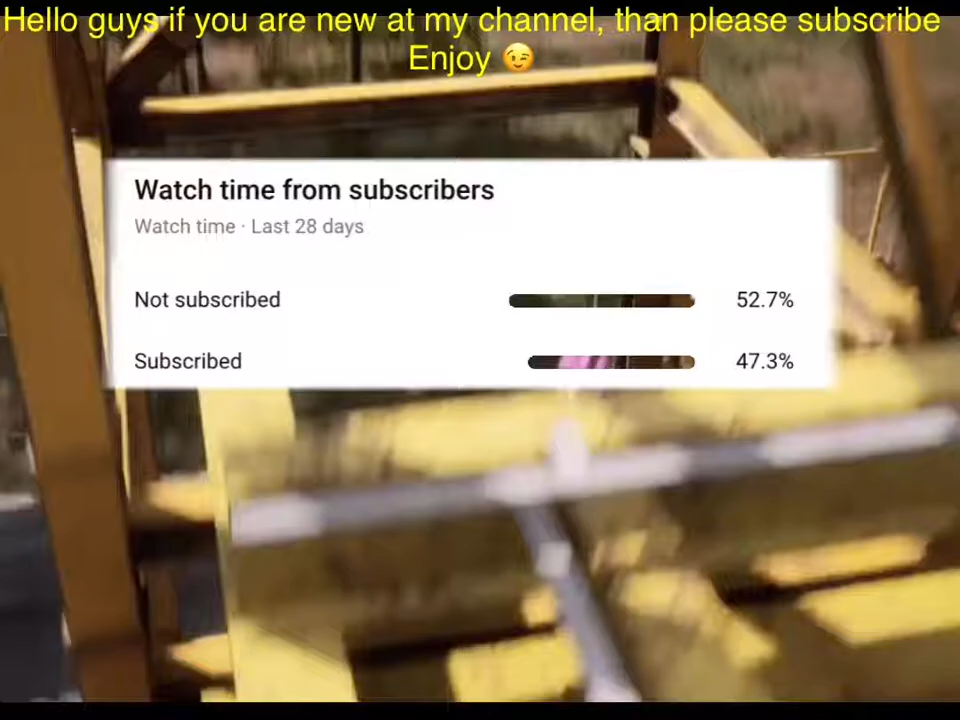 Hello guys if you are new at my channel, than please subscribe
Enjoy 😉
Watch time from subscribers
Watch time · Last 28 days
Not subscribed 52.7%
Subscribed 47.3%